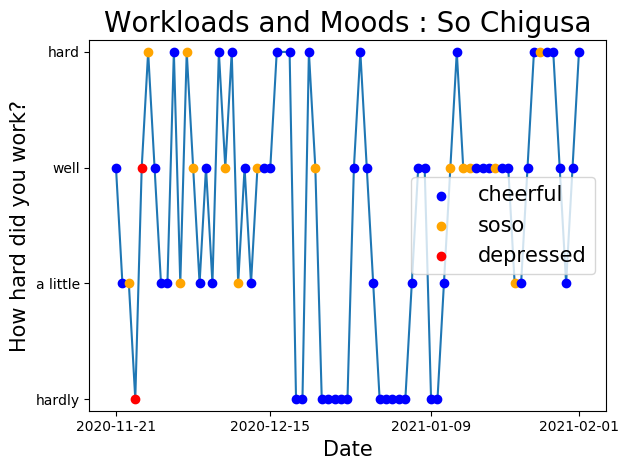 Workloads and Moods : So Chigusa
How hard did you work?
hard
well
a little
hardly
cheerful
soso
depressed
2020-11-21
2020-12-15
2021-01-09
2021-02-01
Date